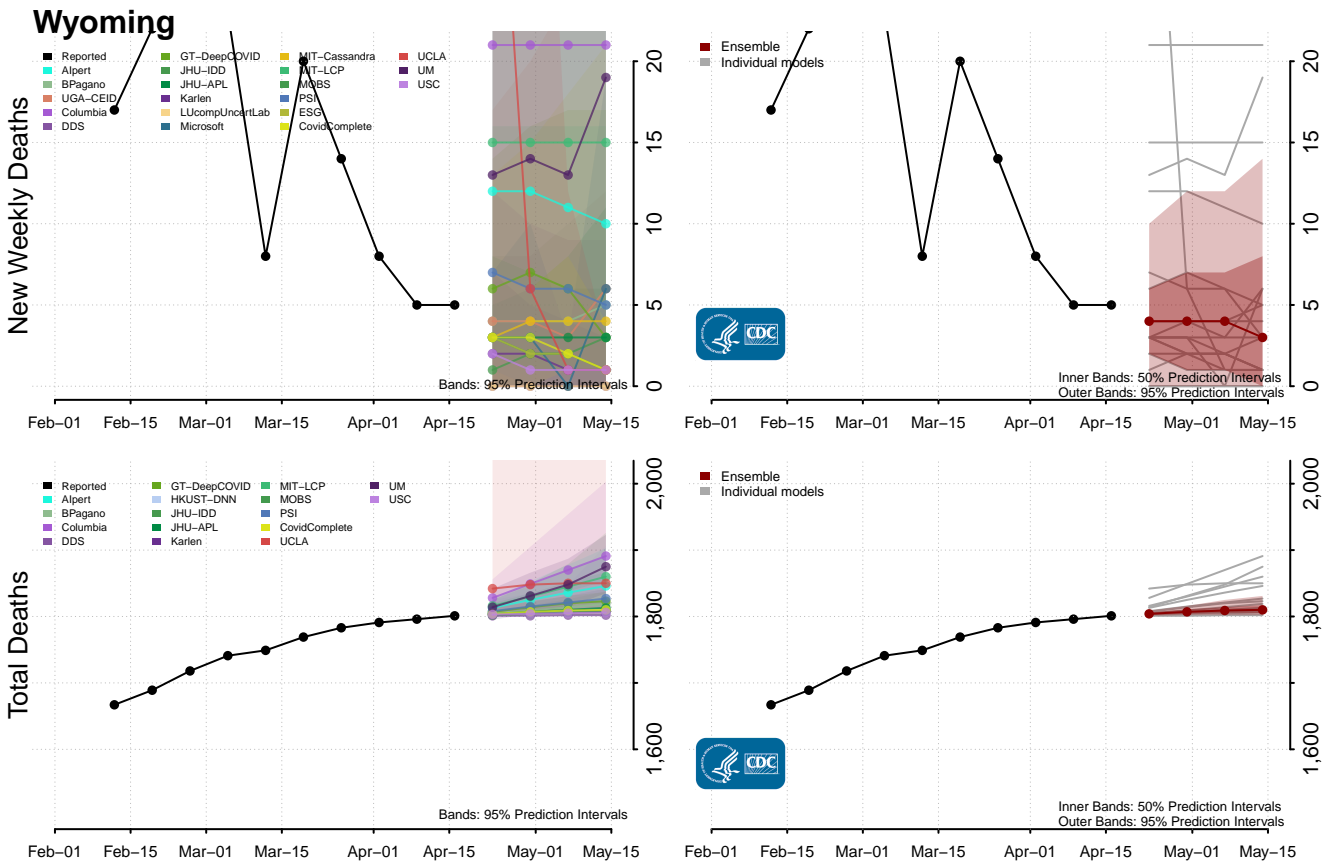 Wyoming
New Weekly Deaths
Reported
Alpert
BPagano
UGA−CEID
Columbia
DDS
GT−DeepCOVID
JHU−IDD
JHU−APL
Karlen
LUcompUncertLab
Microsoft
MIT−Cassandra
MIT−LCP
MOBS
PSI
ESG
CovidComplete
UCLA
UM
USC
Bands: 95% Prediction Intervals
0
5
10
15
20
Feb−01 Feb−15 Mar−01 Mar−15 Apr−01 Apr−15 May−01 May−15
Ensemble
Individual models
CDC
Inner Bands: 50% Prediction Intervals
Outer Bands: 95% Prediction Intervals
0
5
10
15
20
Feb−01 Feb−15 Mar−01 Mar−15 Apr−01 Apr−15 May−01 May−15
Total Deaths
Reported
Alpert
BPagano
Columbia
DDS
GT−DeepCOVID
HKUST−DNN
JHU−IDD
JHU−APL
Karlen
MIT−LCP
MOBS
PSI
CovidComplete
UCLA
UM
USC
Bands: 95% Prediction Intervals
1,600
1,800
2,000
Feb−01 Feb−15 Mar−01 Mar−15 Apr−01 Apr−15 May−01 May−15
Ensemble
Individual models
CDC
Inner Bands: 50% Prediction Intervals
Outer Bands: 95% Prediction Intervals
1,600
1,800
2,000
Feb−01 Feb−15 Mar−01 Mar−15 Apr−01 Apr−15 May−01 May−15